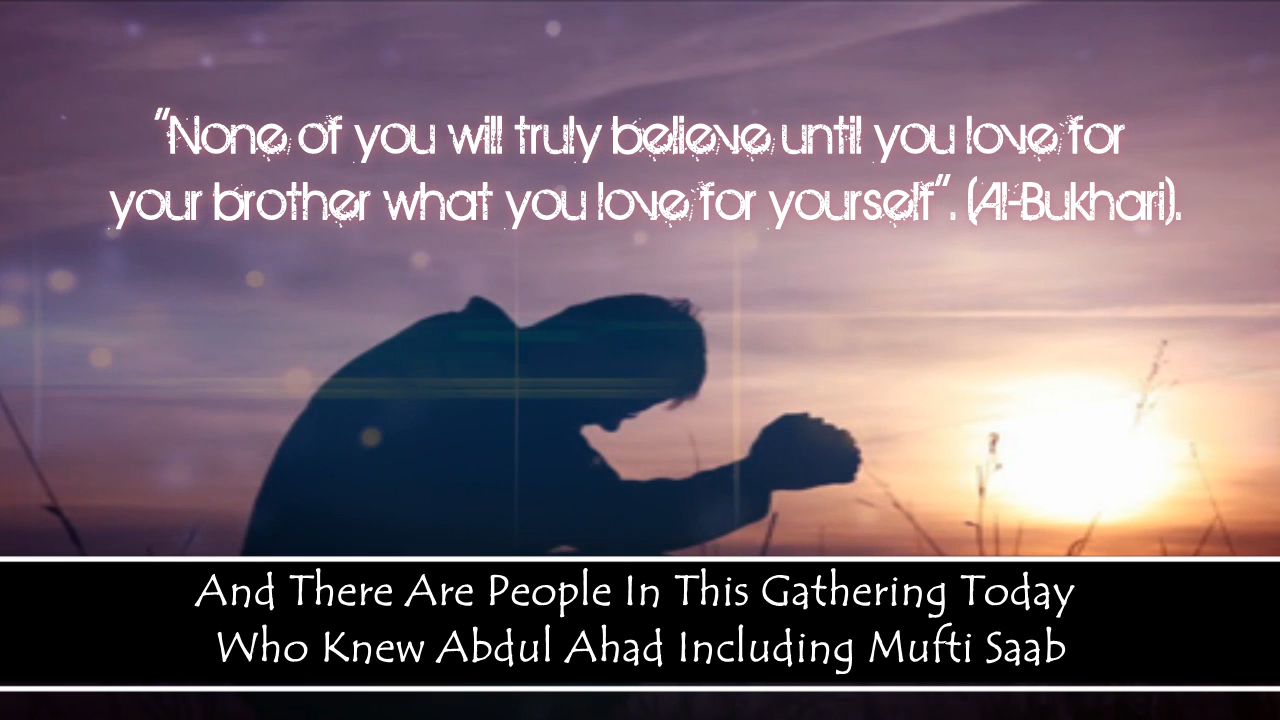 "None of you will truly believe until you love for
your brother what you love for yourself". (Al-Bukhari).
And There Are People In This Gathering Today
Who Knew Abdul Ahad Including Mufti Saab